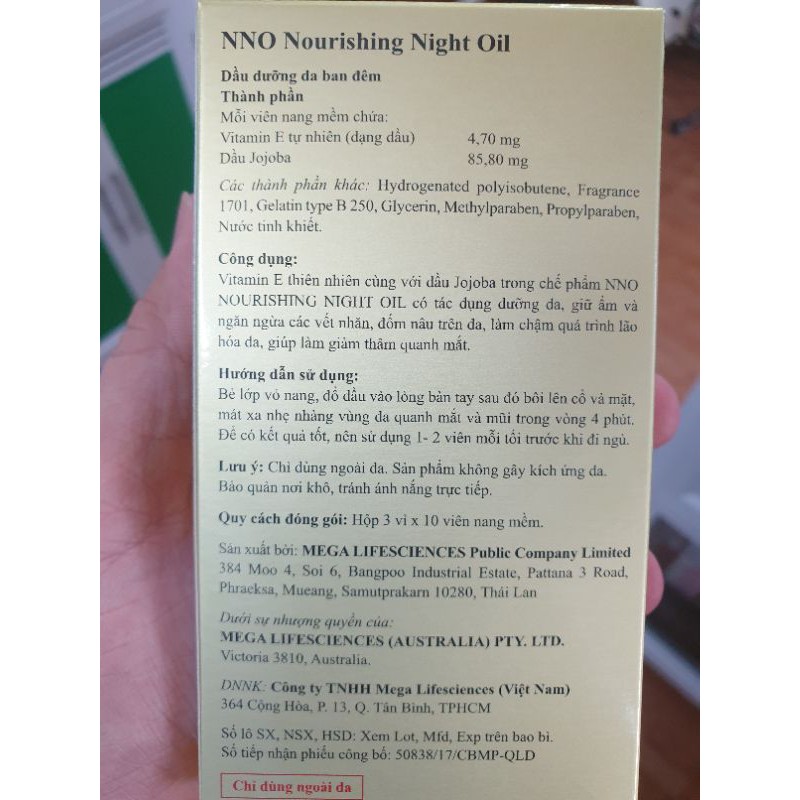 NNO Nourishing Night Oil
Dầu dưỡng da ban đêm
Thành phần
Mỗi viên nang mềm chứa:
Vitamin E tự nhiên (dạng dầu) 4,70 mg
Dầu Jojoba 85,80 mg
Các thành phần khác: Hydrogenated polyisobutene, Fragrance
1701, Gelatin type B 250, Glycerin, Methylparaben, Propylparaben,
Nước tinh khiết.
Công dụng:
Vitamin E thiên nhiên cùng với dầu Jojoba trong chế phẩm NNO
NOURISHING NIGHT OIL có tác dụng dưỡng da, giữ ẩm và
ngăn ngừa các vết nhăn, đốm nâu trên da, làm chậm quá trình lão
hóa da, giúp làm giảm thâm quanh mắt.
Hướng dẫn sử dụng:
Bẻ lớp vỏ nang, đổ dầu vào lòng bàn tay sau đó bôi lên cổ và mặt,
mát xa nhẹ nhàng vùng da quanh mắt và mũi trong vòng 4 phút.
Để có kết quả tốt, nên sử dụng 1- 2 viên mỗi tối trước khi đi ngủ.
Lưu ý: Chỉ dùng ngoài da. Sản phẩm không gây kích ứng da.
Bảo quản nơi khô, tránh ánh nắng trực tiếp.
Quy cách đóng gói: Hộp 3 vỉ x 10 viên nang mềm.
Sản xuất bởi: MEGA LIFESCIENCES Public Company Limited
384 Moo 4, Soi 6, Bangpoo Industrial Estate, Pattana 3 Road,
Phraeksa, Mueang, Samutprakarn 10280, Thái Lan
Dưới sự nhượng quyền của:
MEGA LIFESCIENCES (AUSTRALIA) PTY. LTD.
Victoria 3810, Australia.
DNNK: Công ty TNHH Mega Lifesciences (Việt Nam)
364 Cộng Hòa, P. 13, Q. Tân Bình, TPHCM
Số lô SX, NSX, HSD: Xem Lot, Mfd, Exp trên bao bì.
Số tiếp nhận phiếu công bố: 50838/17/CBMP-QLD
Chỉ dùng ngoài da